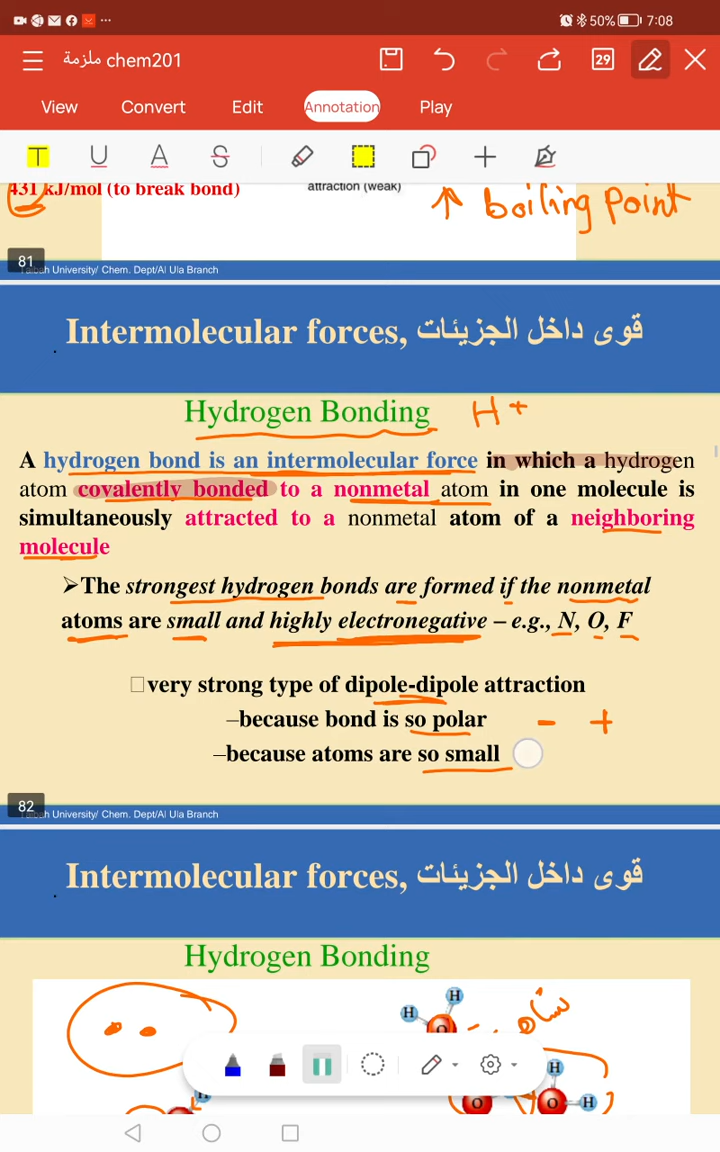 50% 7:08
ملزمة chem201
29
View Convert Edit Annotation Play
T U A S
431 kJ/mol (to break bond)
attraction (weak)
↑ boiling point
81
h University/ Chem. Dept/Al Ula Branch
Intermolecular forces, قوى داخل الجزيئات
Hydrogen Bonding H +
A hydrogen bond is an intermolecular force in which a hydrogen
atom covalently bonded to a nonmetal atom in one molecule is
simultaneously attracted to a nonmetal atom of a neighboring
molecule
➢The strongest hydrogen bonds are formed if the nonmetal
atoms are small and highly electronegative – e.g., N, O, F
□very strong type of dipole-dipole attraction
–because bond is so polar - +
–because atoms are so small
82
h University/ Chem. Dept/Al Ula Branch
Intermolecular forces, قوى داخل الجزيئات
Hydrogen Bonding
H
H
O
H
H
O
O
H